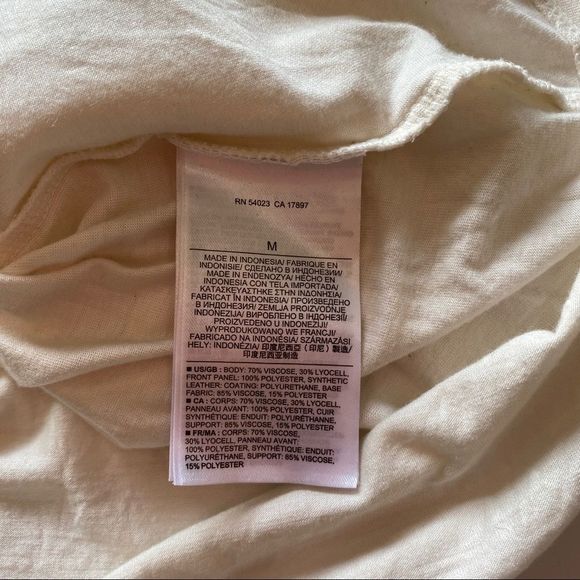 RN 54023 CA 17897
M
MADE IN INDONESIA/ FABRIQUE EN
INDONISIE/ СДЕЛАНО В ИНДОНЕЗИИ/
MADE IN ENDENOZYA/ HECHO EN
INDONESIA CON TELA IMPORTADA/
ΚΑΤΑΣΚΕΥΑΣΤΗΚΕ ΣΤΗΝ ΙΝΔΟΝΗΣΙΑ/
FABRICAT ÎN INDONESIA/ ПРОИЗВЕДЕНО
В ИНДОНЕЗИЯ/ ZEMLJA PROIZVODNJE
INDONEZIJA/ ВИРОБЛЕНО В ІНДОНЕЗІЇ/
PROIZVEDENO U INDONEZIJI/
WYPRODUKOWANO WE FRANCJI/
FABRICADO NA INDONÉSIA/ SZÁRMAZÁSI
HELY: INDONÉZIA/ 印度尼西亞（印尼）製造/
印度尼西亚制造
■ US/GB : BODY: 70% VISCOSE, 30% LYOCELL,
FRONT PANEL: 100% POLYESTER, SYNTHETIC
LEATHER: COATING: POLYURETHANE, BASE
FABRIC: 85% VISCOSE, 15% POLYESTER
■ CA : CORPS: 70% VISCOSE, 30% LYOCELL,
PANNEAU AVANT: 100% POLYESTER, CUIR
SYNTHÉTIQUE: ENDUIT: POLYURÉTHANNE,
SUPPORT: 85% VISCOSE, 15% POLYESTER
■ FR/MA : CORPS: 70% VISCOSE,
30% LYOCELL, PANNEAU AVANT:
100% POLYESTER, SYNTHÉTIQUE: ENDUIT:
POLYURÉTHANE, SUPPORT: 85% VISCOSE,
15% POLYESTER